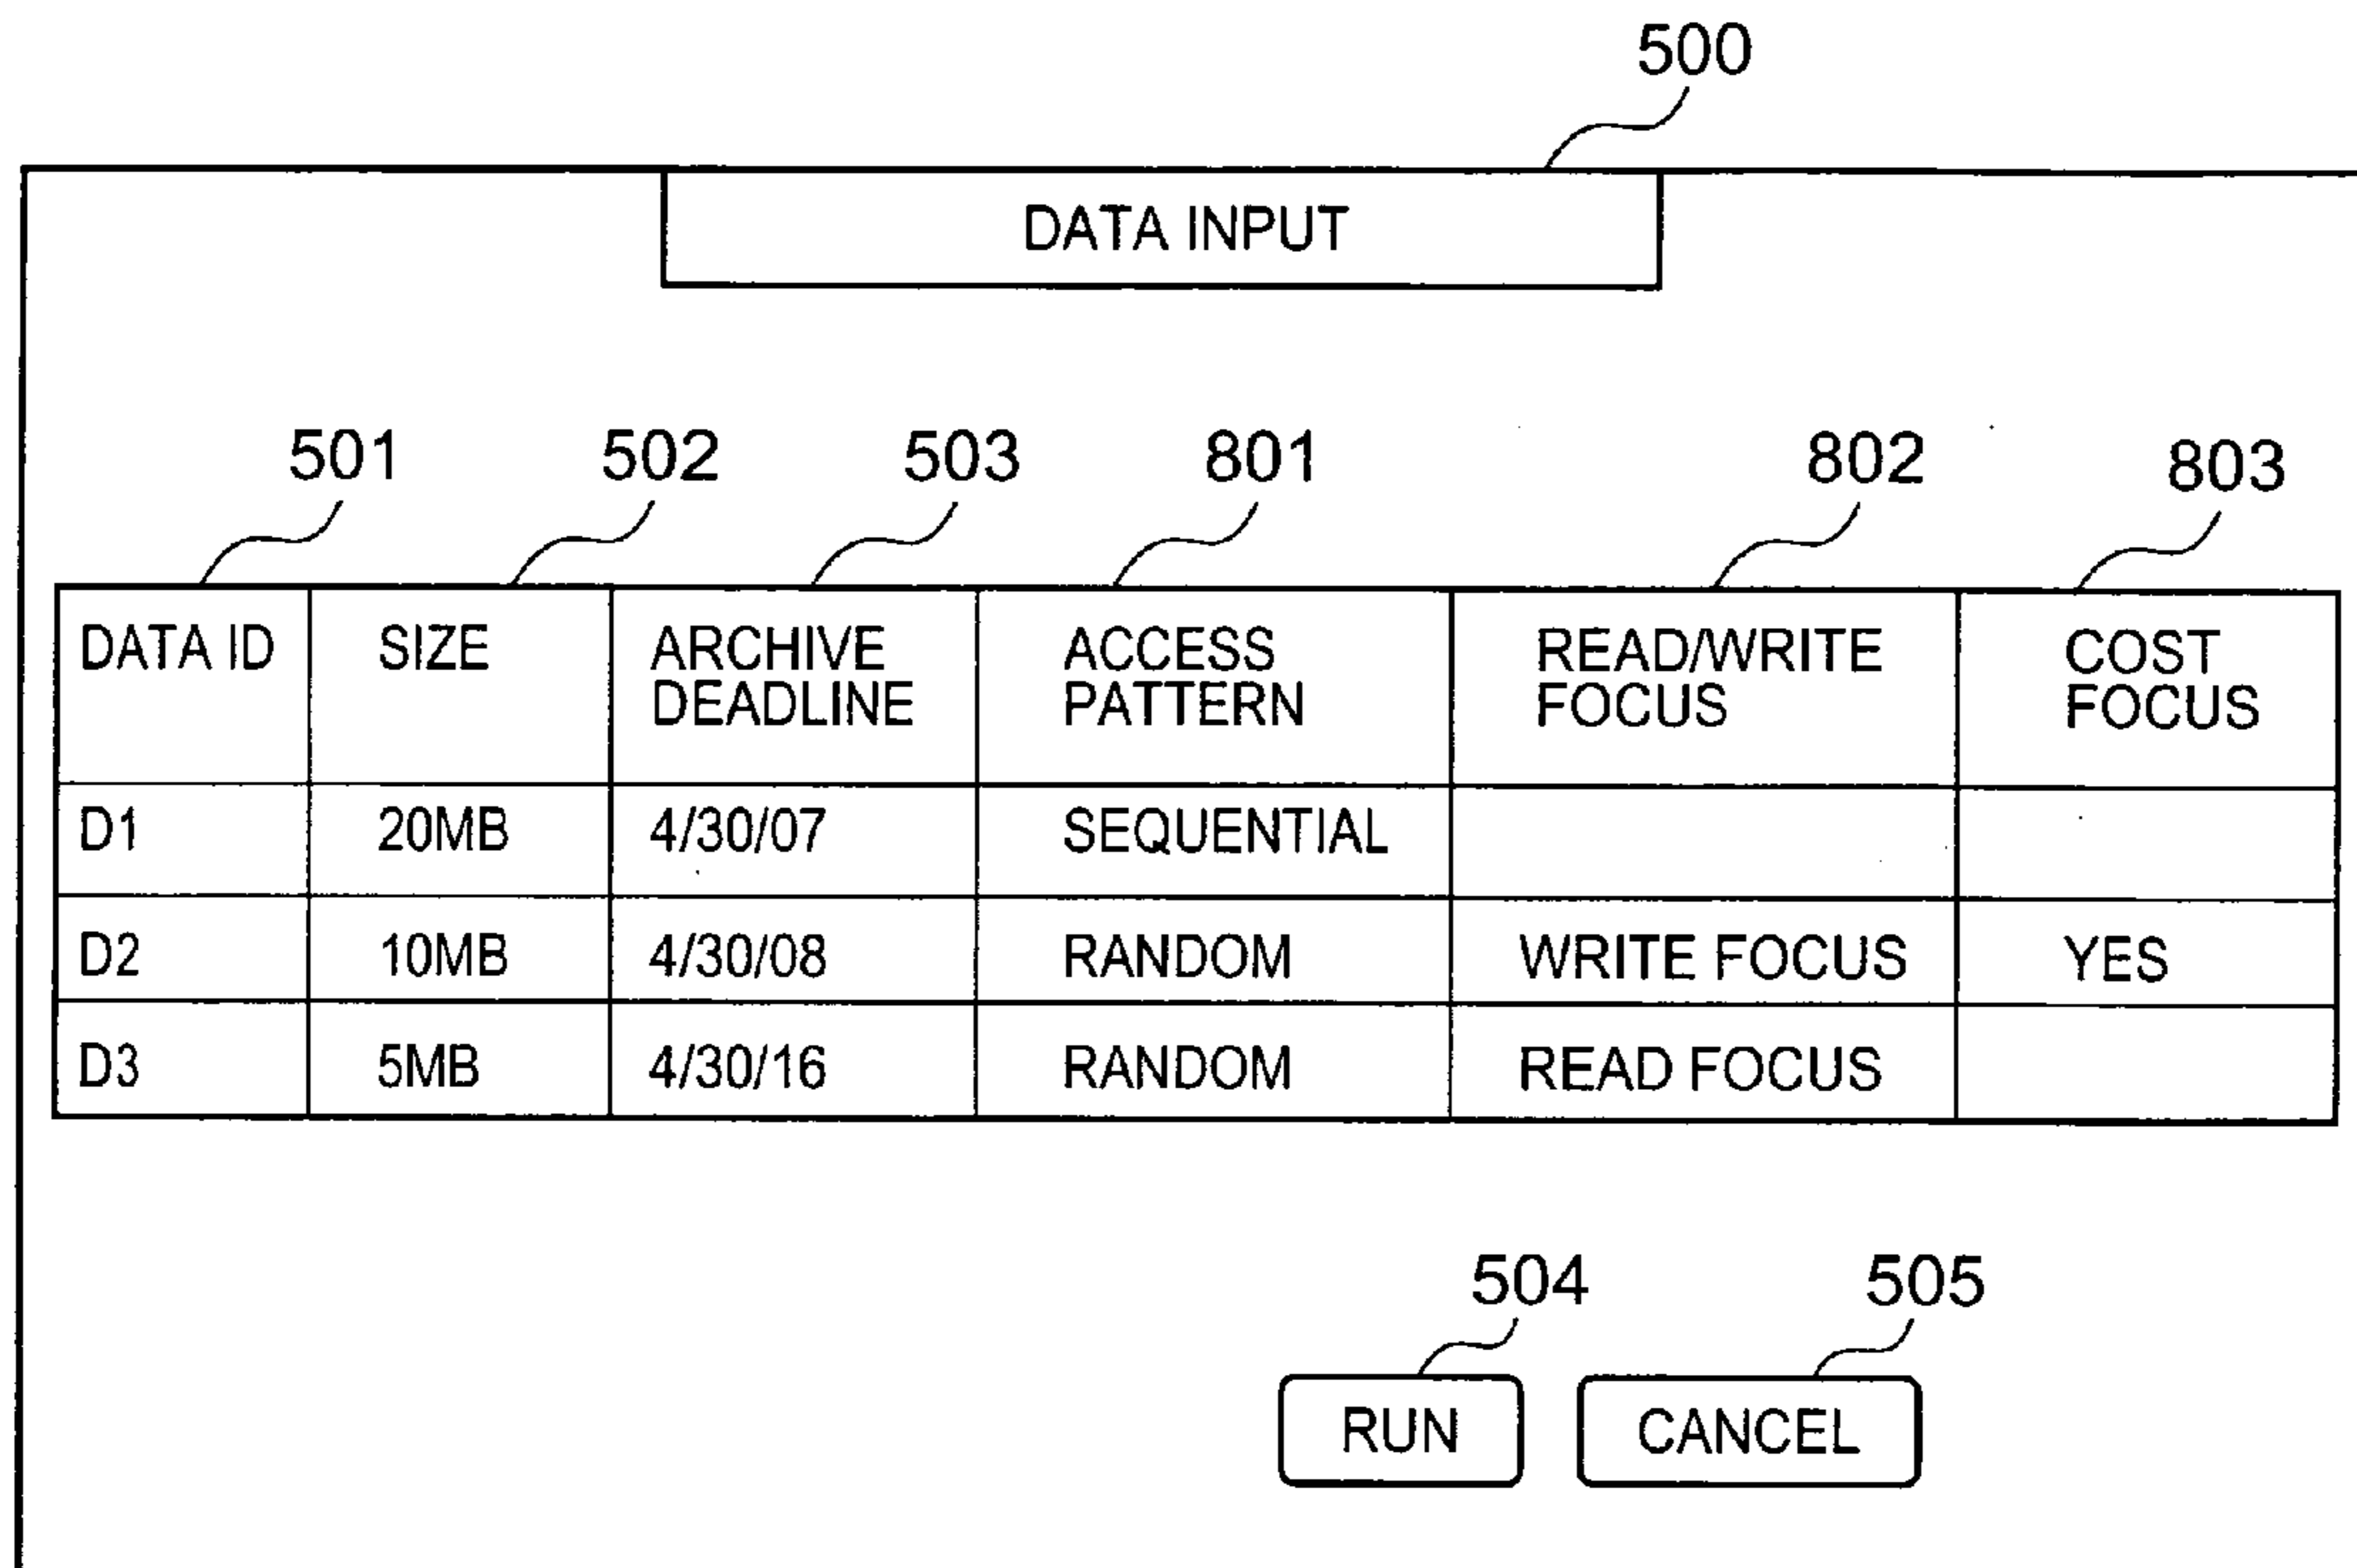 500
DATA INPUT
501 502 503 801 802 803
DATA ID SIZE ARCHIVE DEADLINE ACCESS PATTERN READ/WRITE FOCUS COST FOCUS
D1 20MB 4/30/07 SEQUENTIAL
D2 10MB 4/30/08 RANDOM WRITE FOCUS YES
D3 5MB 4/30/16 RANDOM READ FOCUS
504 505
RUN CANCEL